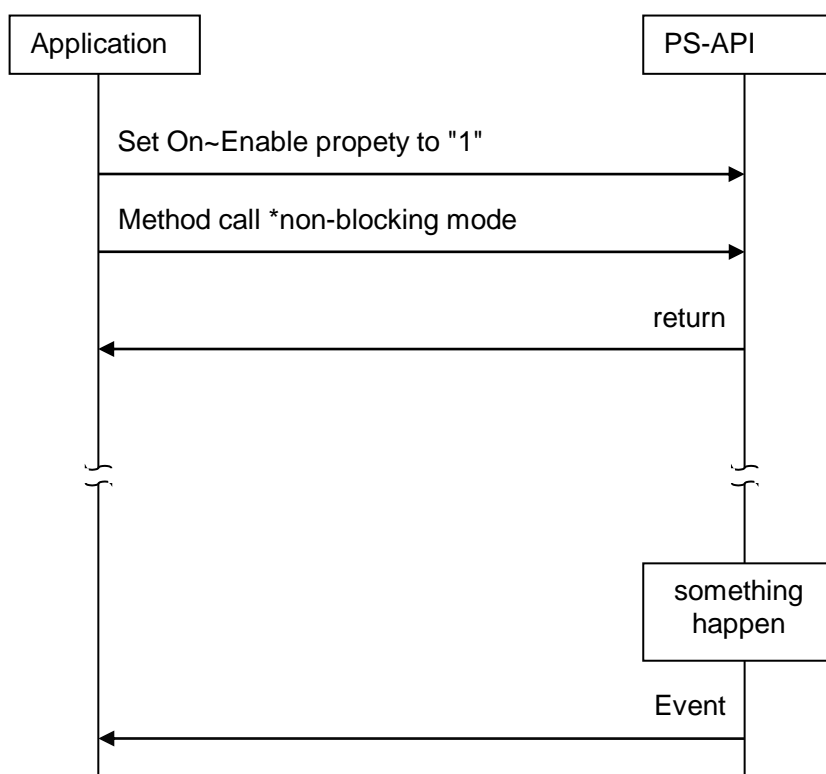 Application
PS-API
Set On~Enable propety to "1"
Method call *non-blocking mode
return
something
happen
Event